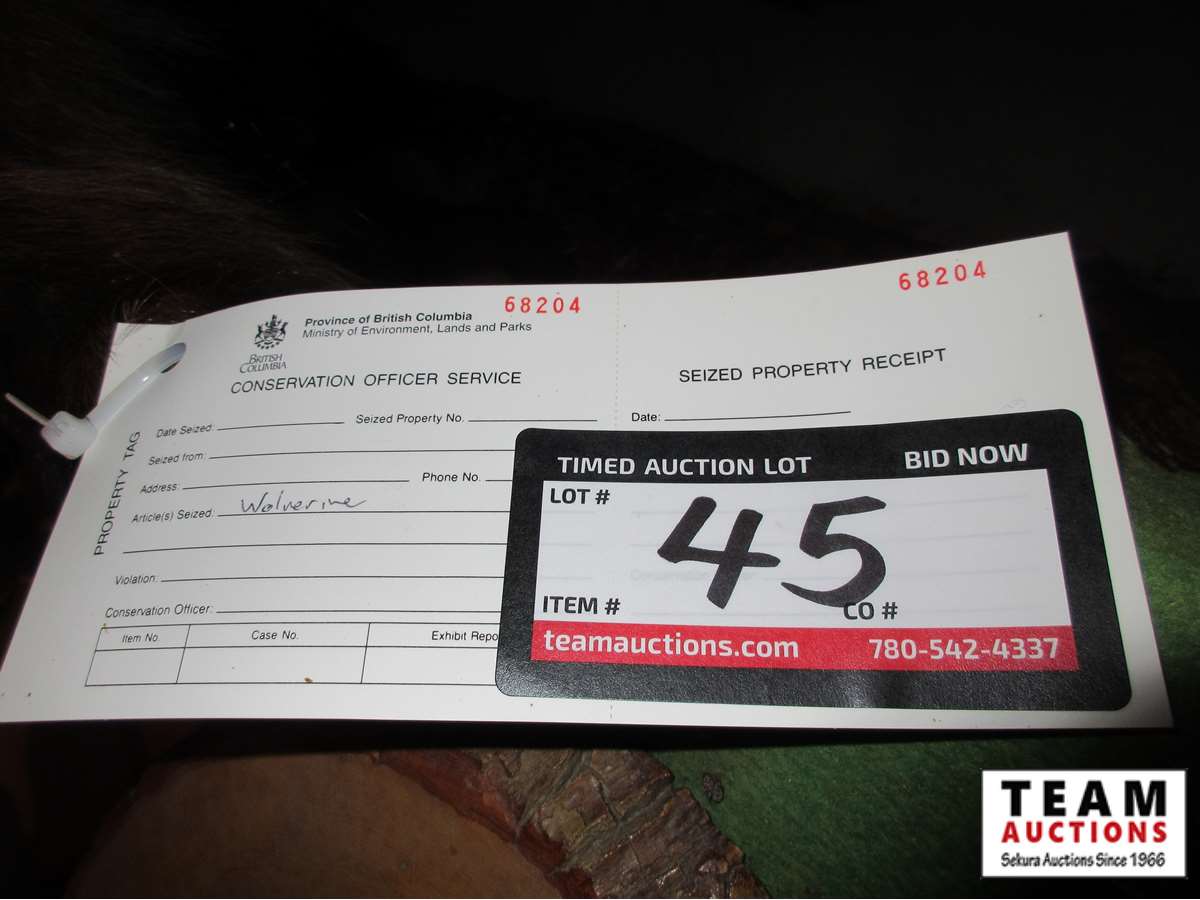 68204
68204
Province of British Columbia
Ministry of Environment, Lands and Parks
BRITISH
COLUMBIA
CONSERVATION OFFICER SERVICE
SEIZED PROPERTY RECEIPT
PROPERTY TAG
Date Seized: Seized Property No.
Date:
Seized from:
Address: Phone No.
Article(s) Seized: Wolverine
Violation:
Conservation Officer:
Item No. Case No. Exhibit Repo
TIMED AUCTION LOT BID NOW
LOT # 45
ITEM # CO #
teamauctions.com 780-542-4337
TEAM
AUCTIONS
Sekura Auctions Since 1966